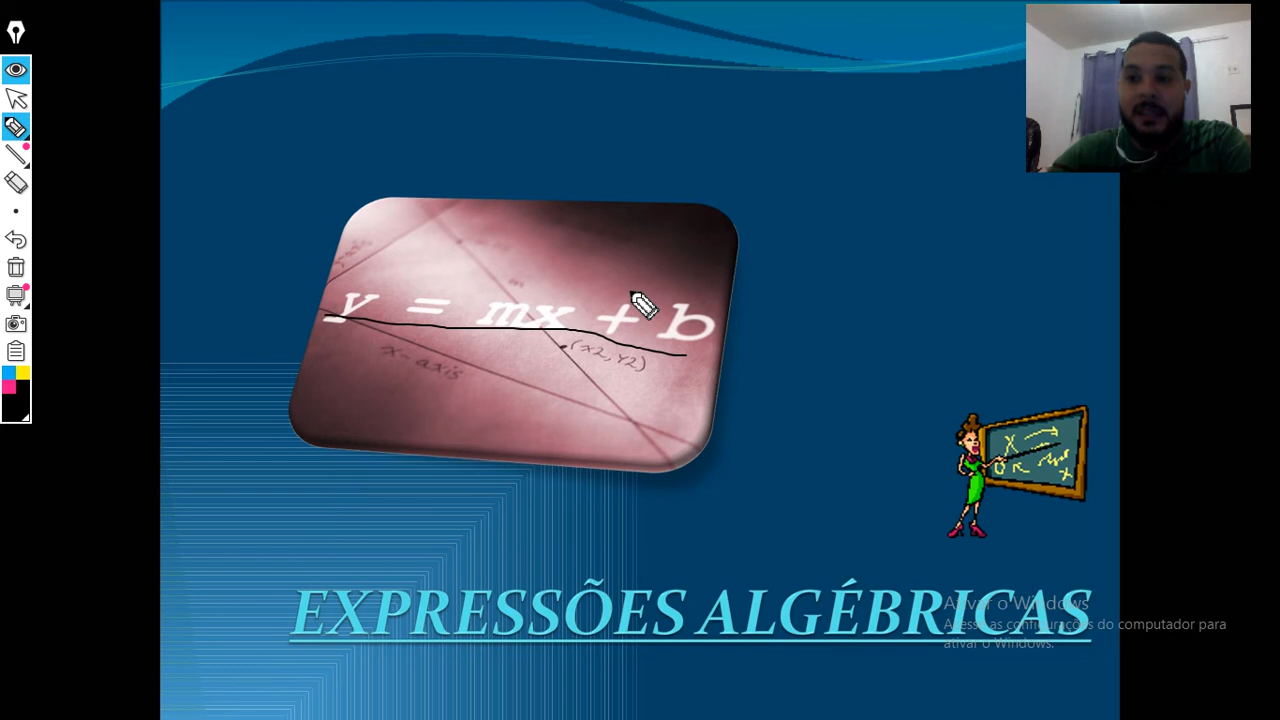 y = mx + b
(x2, y2)
x-axis
EXPRESSÕES ALGÉBRICAS
Ativar o Windows
Acesse as configurações do computador para
ativar o Windows.